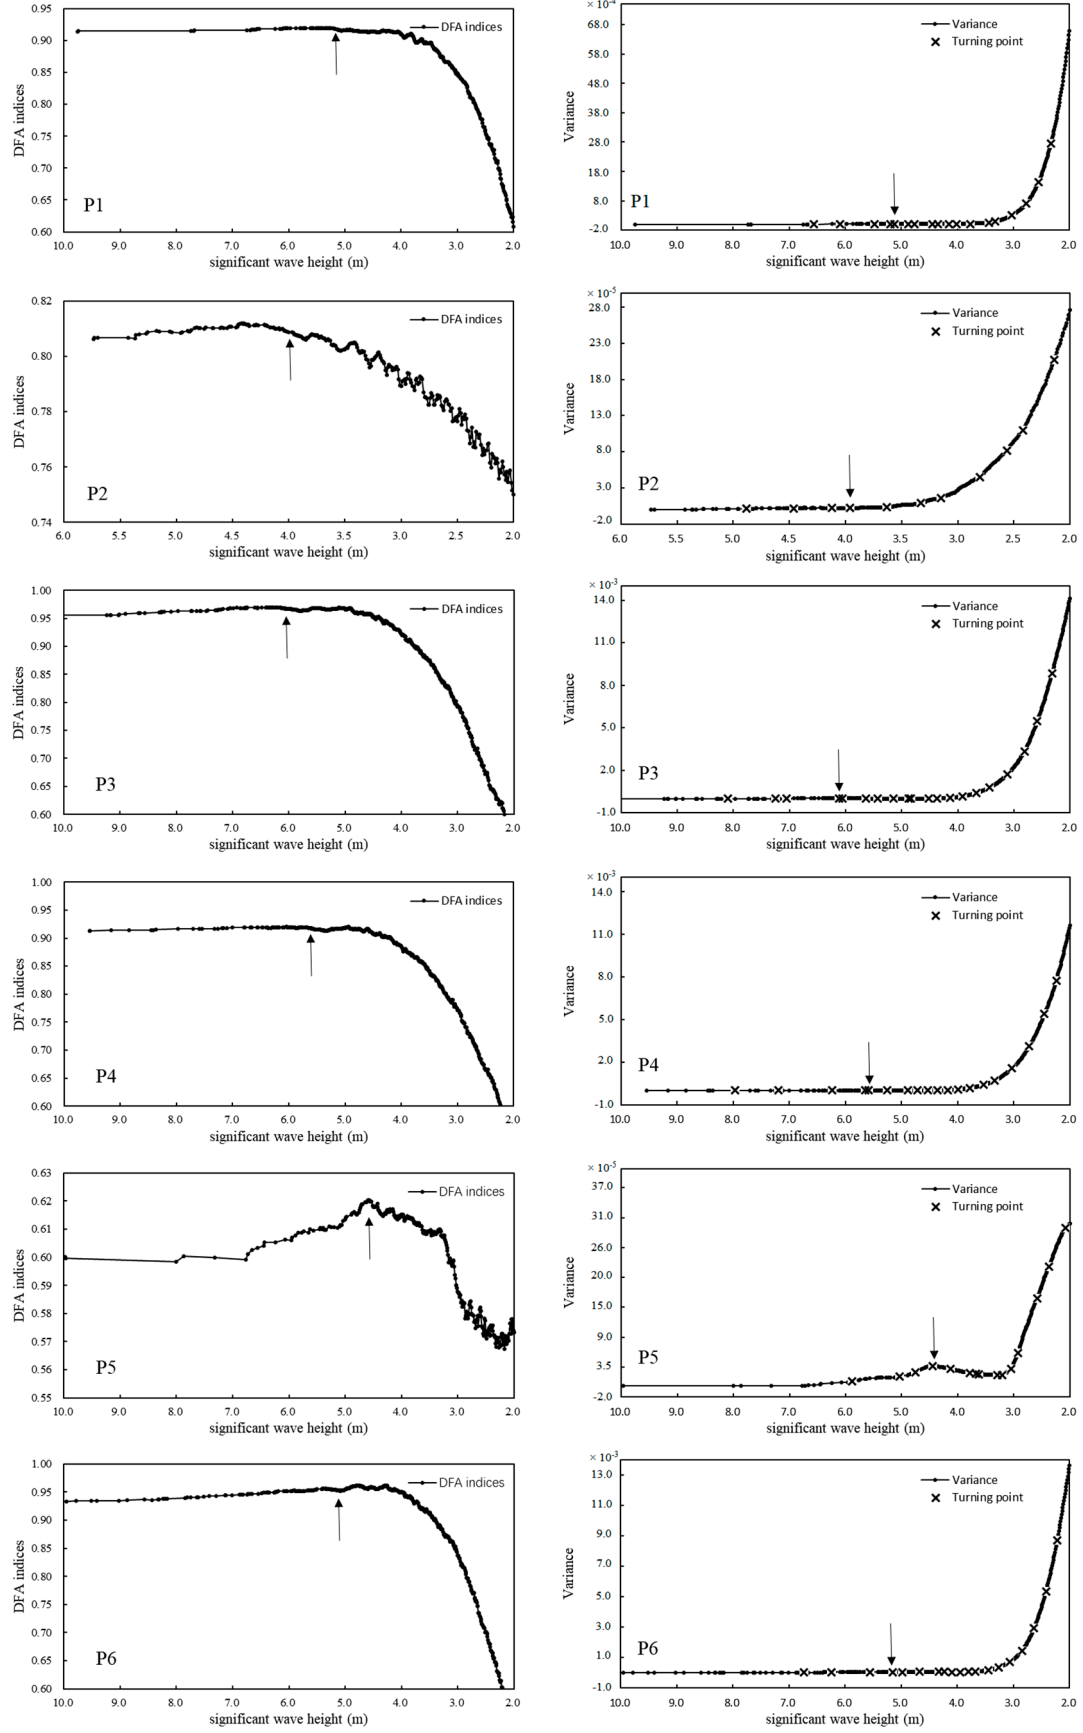 0.95
0.90
0.85
0.80
0.75
0.70
0.65
0.60
DFA indices
DFA indices
P1
10.0 9.0 8.0 7.0 6.0 5.0 4.0 3.0 2.0
significant wave height (m)
× 10⁻⁴
68.0
58.0
48.0
38.0
28.0
18.0
8.0
-2.0
Variance
Variance
Turning point
P1
10.0 9.0 8.0 7.0 6.0 5.0 4.0 3.0 2.0
significant wave height (m)
0.82
0.80
0.78
0.76
0.74
DFA indices
DFA indices
P2
6.0 5.5 5.0 4.5 4.0 3.5 3.0 2.5 2.0
significant wave height (m)
× 10⁻⁵
28.0
23.0
18.0
13.0
8.0
3.0
-2.0
Variance
Variance
Turning point
P2
6.0 5.5 5.0 4.5 4.0 3.5 3.0 2.5 2.0
significant wave height (m)
1.00
0.95
0.90
0.85
0.80
0.75
0.70
0.65
0.60
DFA indices
DFA indices
P3
10.0 9.0 8.0 7.0 6.0 5.0 4.0 3.0 2.0
significant wave height (m)
× 10⁻³
14.0
11.0
8.0
5.0
2.0
-1.0
Variance
Variance
Turning point
P3
10.0 9.0 8.0 7.0 6.0 5.0 4.0 3.0 2.0
significant wave height (m)
1.00
0.95
0.90
0.85
0.80
0.75
0.70
0.65
0.60
DFA indices
DFA indices
P4
10.0 9.0 8.0 7.0 6.0 5.0 4.0 3.0 2.0
significant wave height (m)
× 10⁻³
14.0
11.0
8.0
5.0
2.0
-1.0
Variance
Variance
Turning point
P4
10.0 9.0 8.0 7.0 6.0 5.0 4.0 3.0 2.0
significant wave height (m)
0.63
0.62
0.61
0.60
0.59
0.58
0.57
0.56
0.55
DFA indices
DFA indices
P5
10.0 9.0 8.0 7.0 6.0 5.0 4.0 3.0 2.0
significant wave height (m)
× 10⁻⁵
37.0
31.0
26.0
20.0
15.0
9.0
3.5
-2.0
Variance
Variance
Turning point
P5
10.0 9.0 8.0 7.0 6.0 5.0 4.0 3.0 2.0
significant wave height (m)
1.00
0.95
0.90
0.85
0.80
0.75
0.70
0.65
0.60
DFA indices
DFA indices
P6
10.0 9.0 8.0 7.0 6.0 5.0 4.0 3.0 2.0
significant wave height (m)
× 10⁻³
13.0
11.0
9.0
7.0
5.0
3.0
1.0
-1.0
Variance
Variance
Turning point
P6
10.0 9.0 8.0 7.0 6.0 5.0 4.0 3.0 2.0
significant wave height (m)